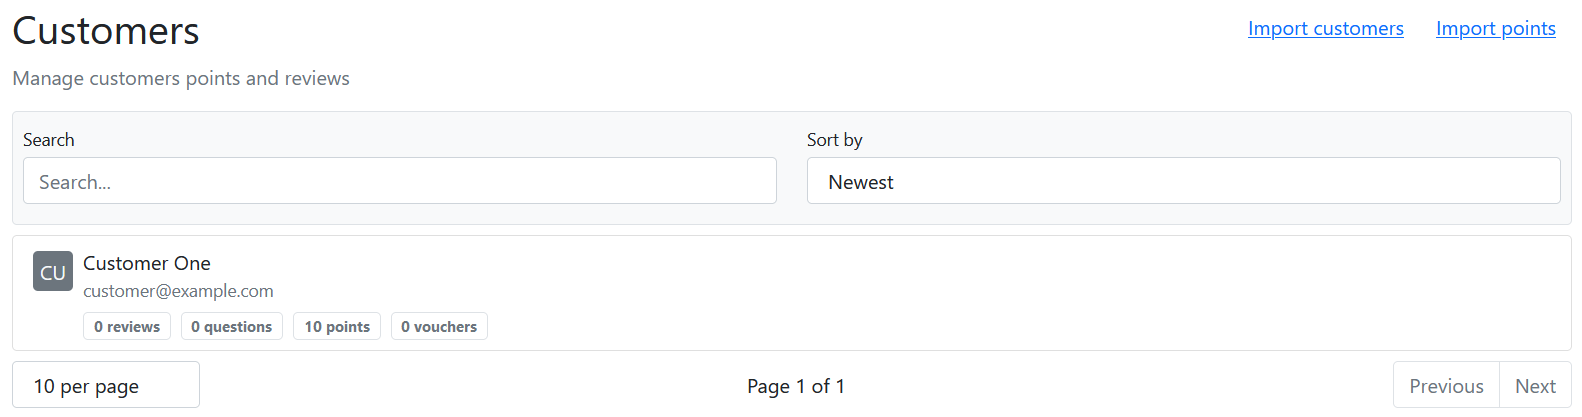 Customers
Import customers
Import points
Manage customers points and reviews
Search
Sort by
Search...
Newest
CU
Customer One
customer@example.com
0 reviews
0 questions
10 points
0 vouchers
10 per page
Page 1 of 1
Previous
Next